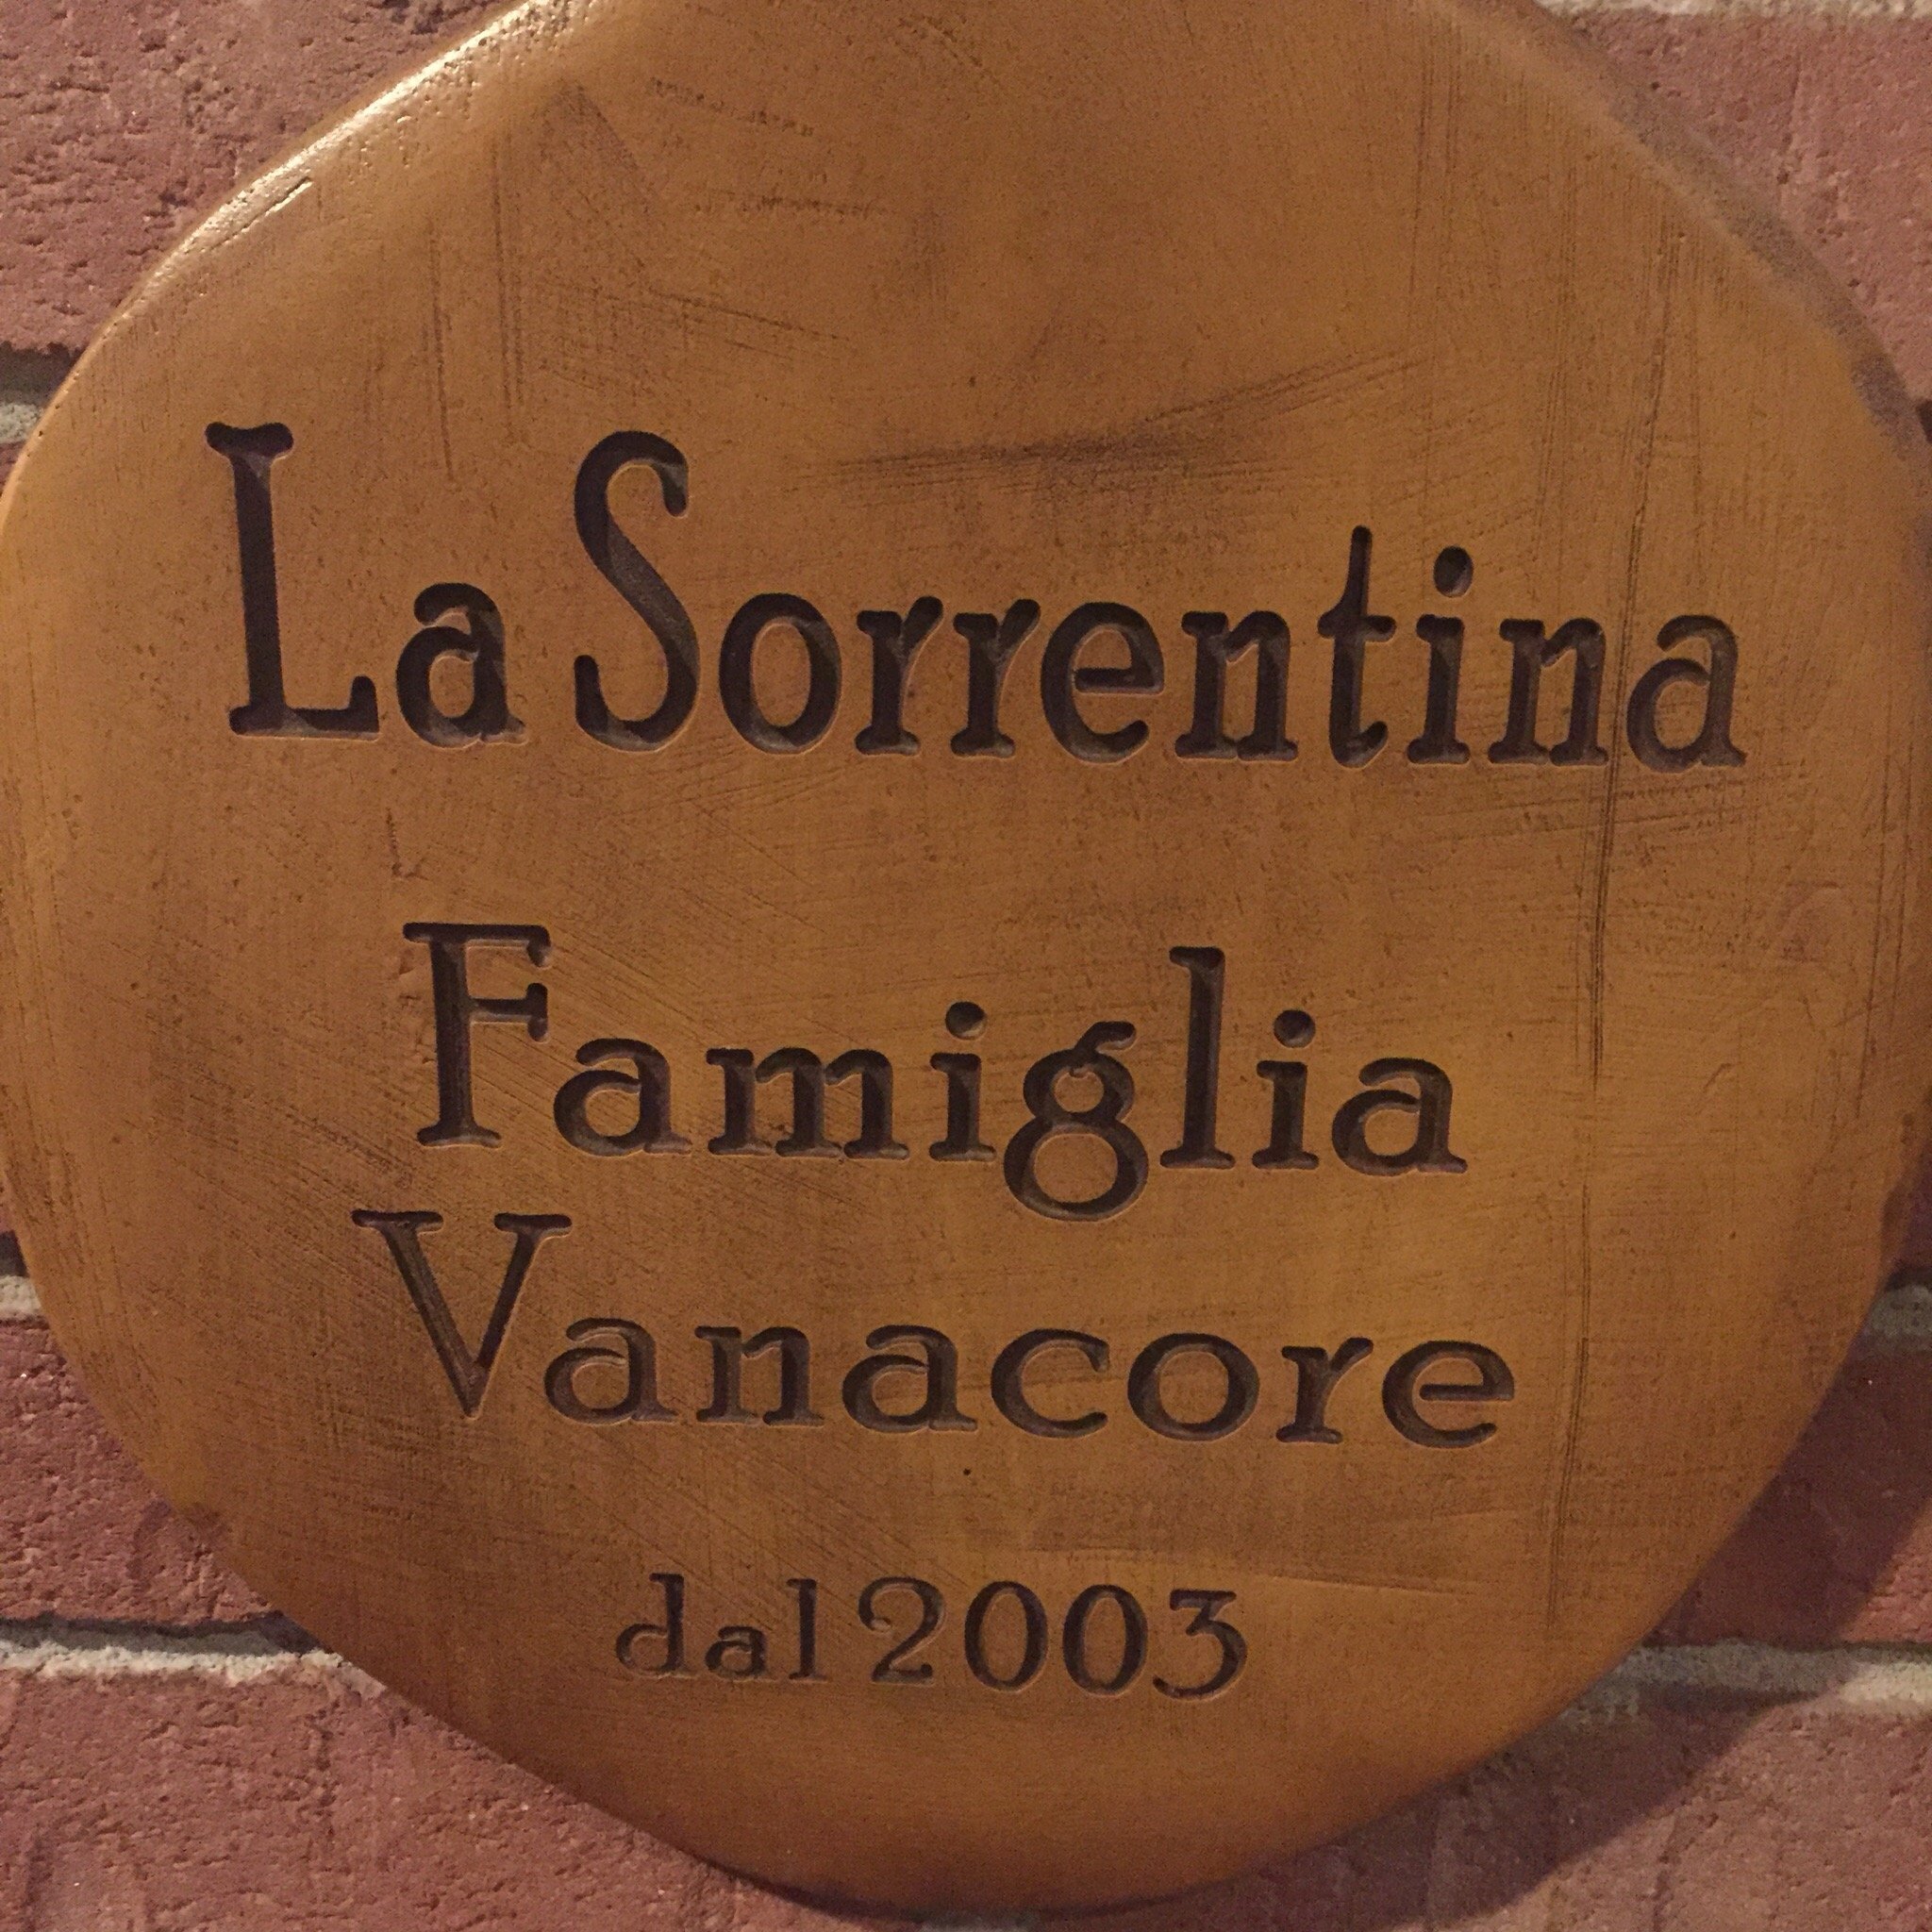 La Sorrentina
Famiglia
Vanacore
dal 2003